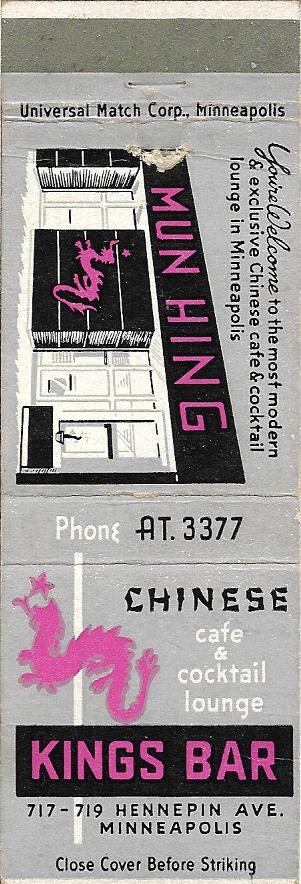 Universal Match Corp., Minneapolis
You're Welcome to the most modern
& exclusive Chinese cafe & cocktail
lounge in Minneapolis
MUN HING
Phone AT. 3377
CHINESE
cafe
&
cocktail
lounge
KINGS BAR
717-719 HENNEPIN AVE.
MINNEAPOLIS
Close Cover Before Striking